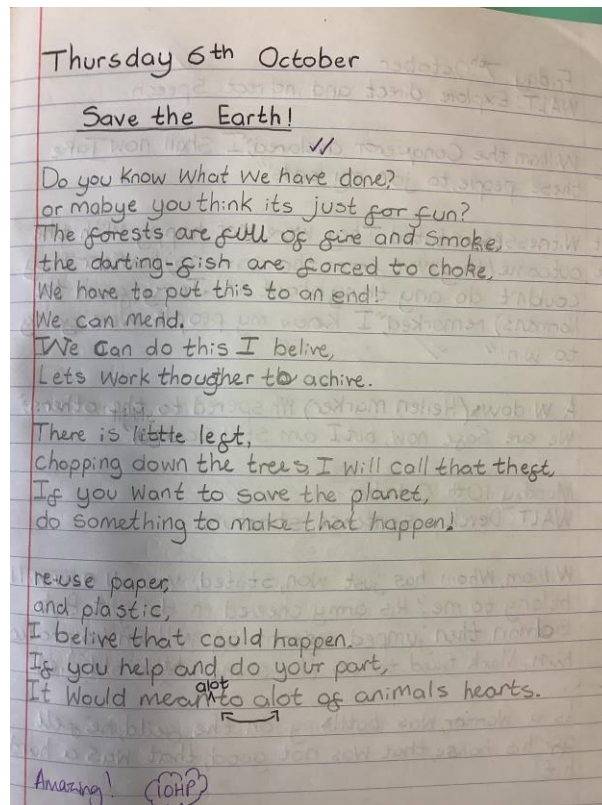 Thursday 6th October
Save the Earth!
Do you know what we have done?
or mabye you think its just for fun?
The forests are full of fire and smoke,
the darting-fish are forced to choke,
We have to put this to an end!
We can mend.
We can do this I belive,
Lets work thougher to achive.
There is little left,
chopping down the trees, I will call that theft,
If you want to save the planet,
do something to make that happen!
re-use paper,
and plastic,
I belive that could happen.
If you help and do your part,
alot
It would mean to alot of animals hearts.
Amazing! 10HP